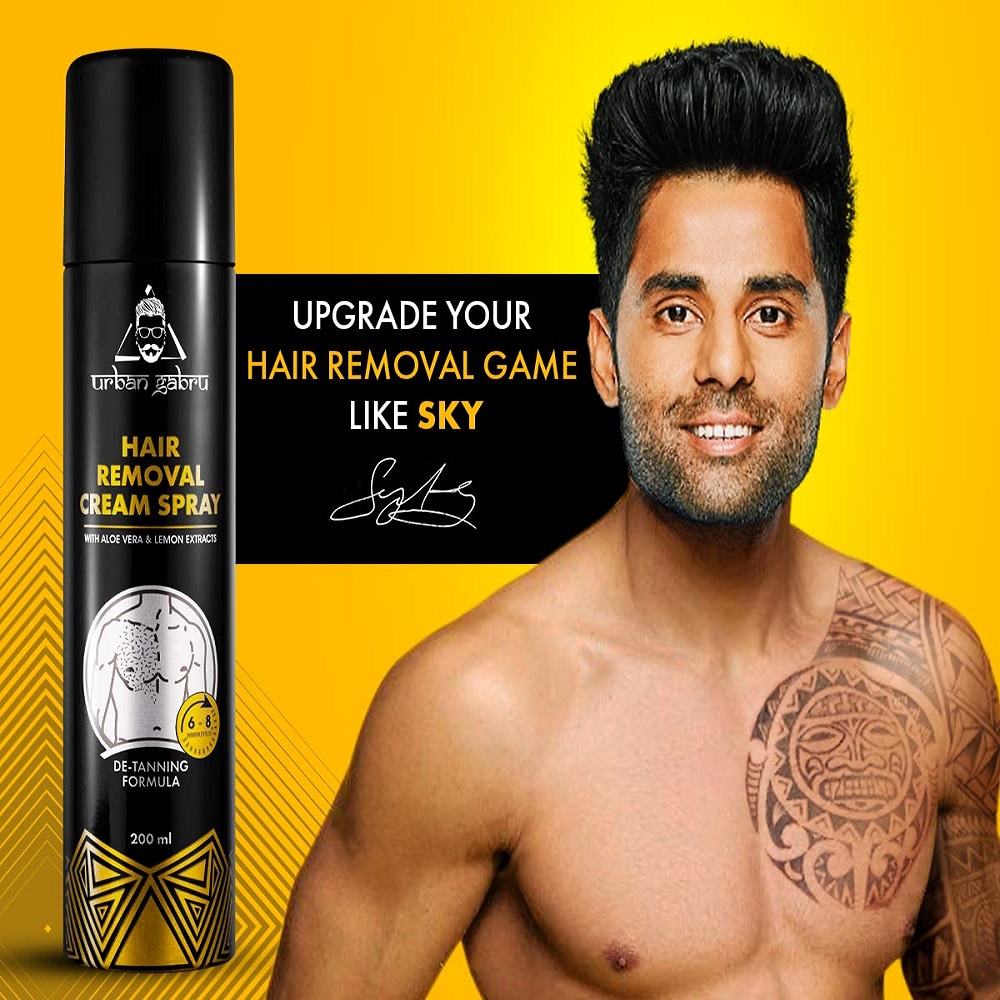 urban gabru
HAIR
REMOVAL
CREAM SPRAY
WITH ALOE VERA & LEMON EXTRACTS
6 - 8
MINUTES
DE-TANNING
FORMULA
200 ml
UPGRADE YOUR
HAIR REMOVAL GAME
LIKE SKY